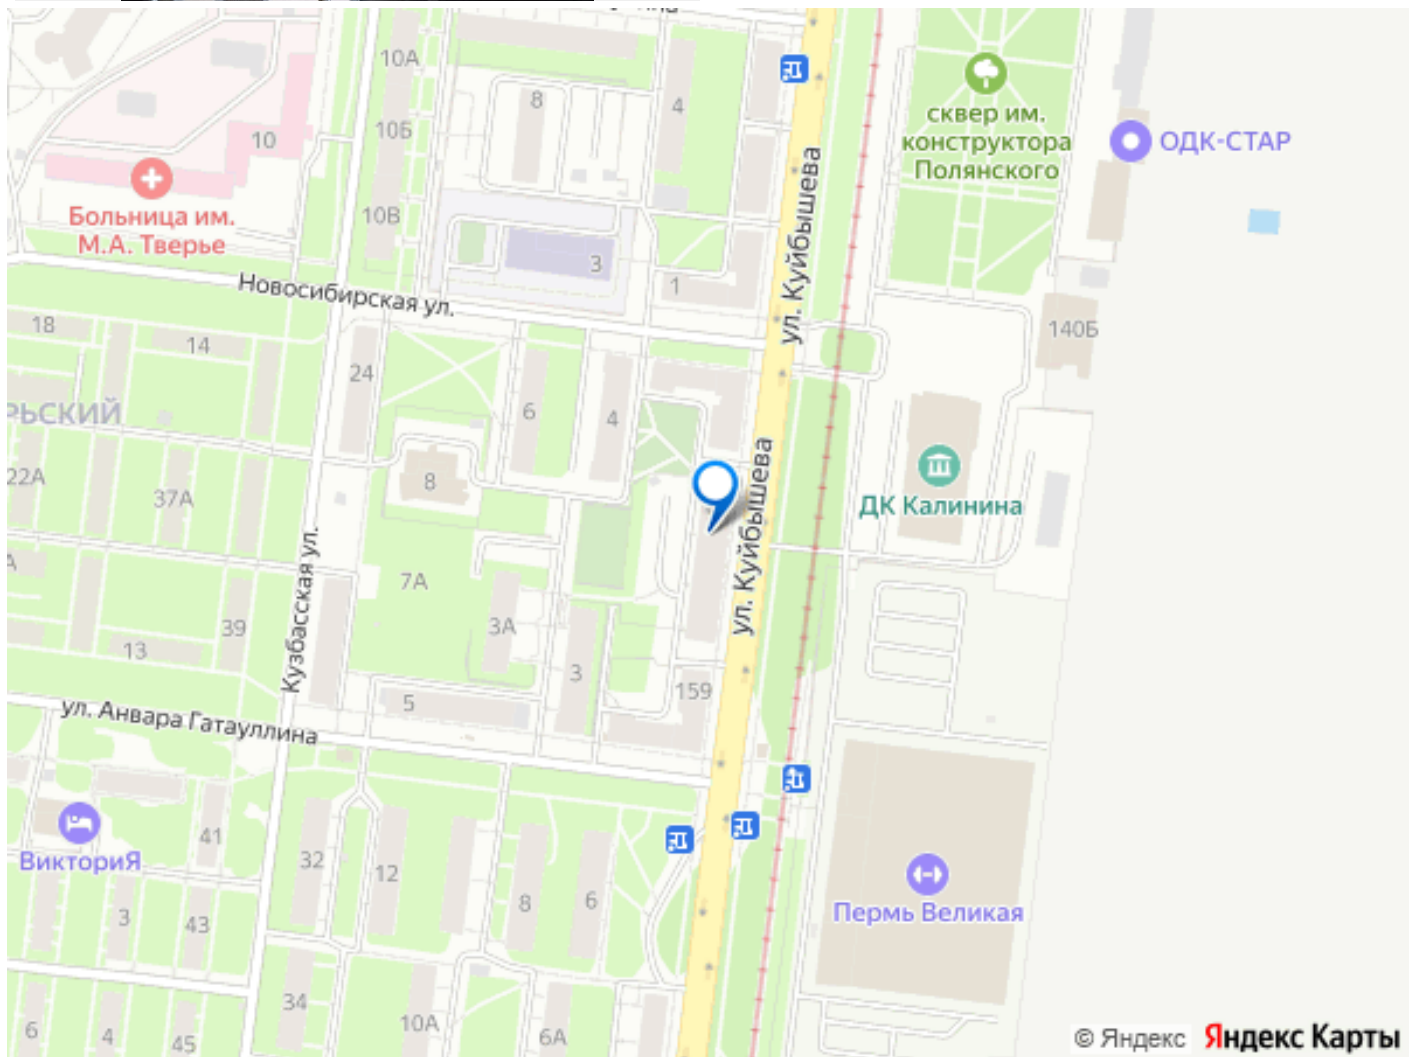 10А
8
4
сквер им.
конструктора
Полянского
ОДК-СТАР
10
10Б
Больница им.
М.А. Тверье
10В
ул. Куйбышева
3
1
Новосибирская ул.
18
14
140Б
24
РЬСКИЙ
6
4
22А
37А
8
ул. Куйбышева
ДК Калинина
А
7А
Кузбасская ул.
39
13
3А
3
159
5
ул. Анвара Гатауллина
41
ВикториЯ
32
12
8
6
3
43
Пермь Великая
34
10А
6А
6
4
45
© Яндекс Яндекс Карты